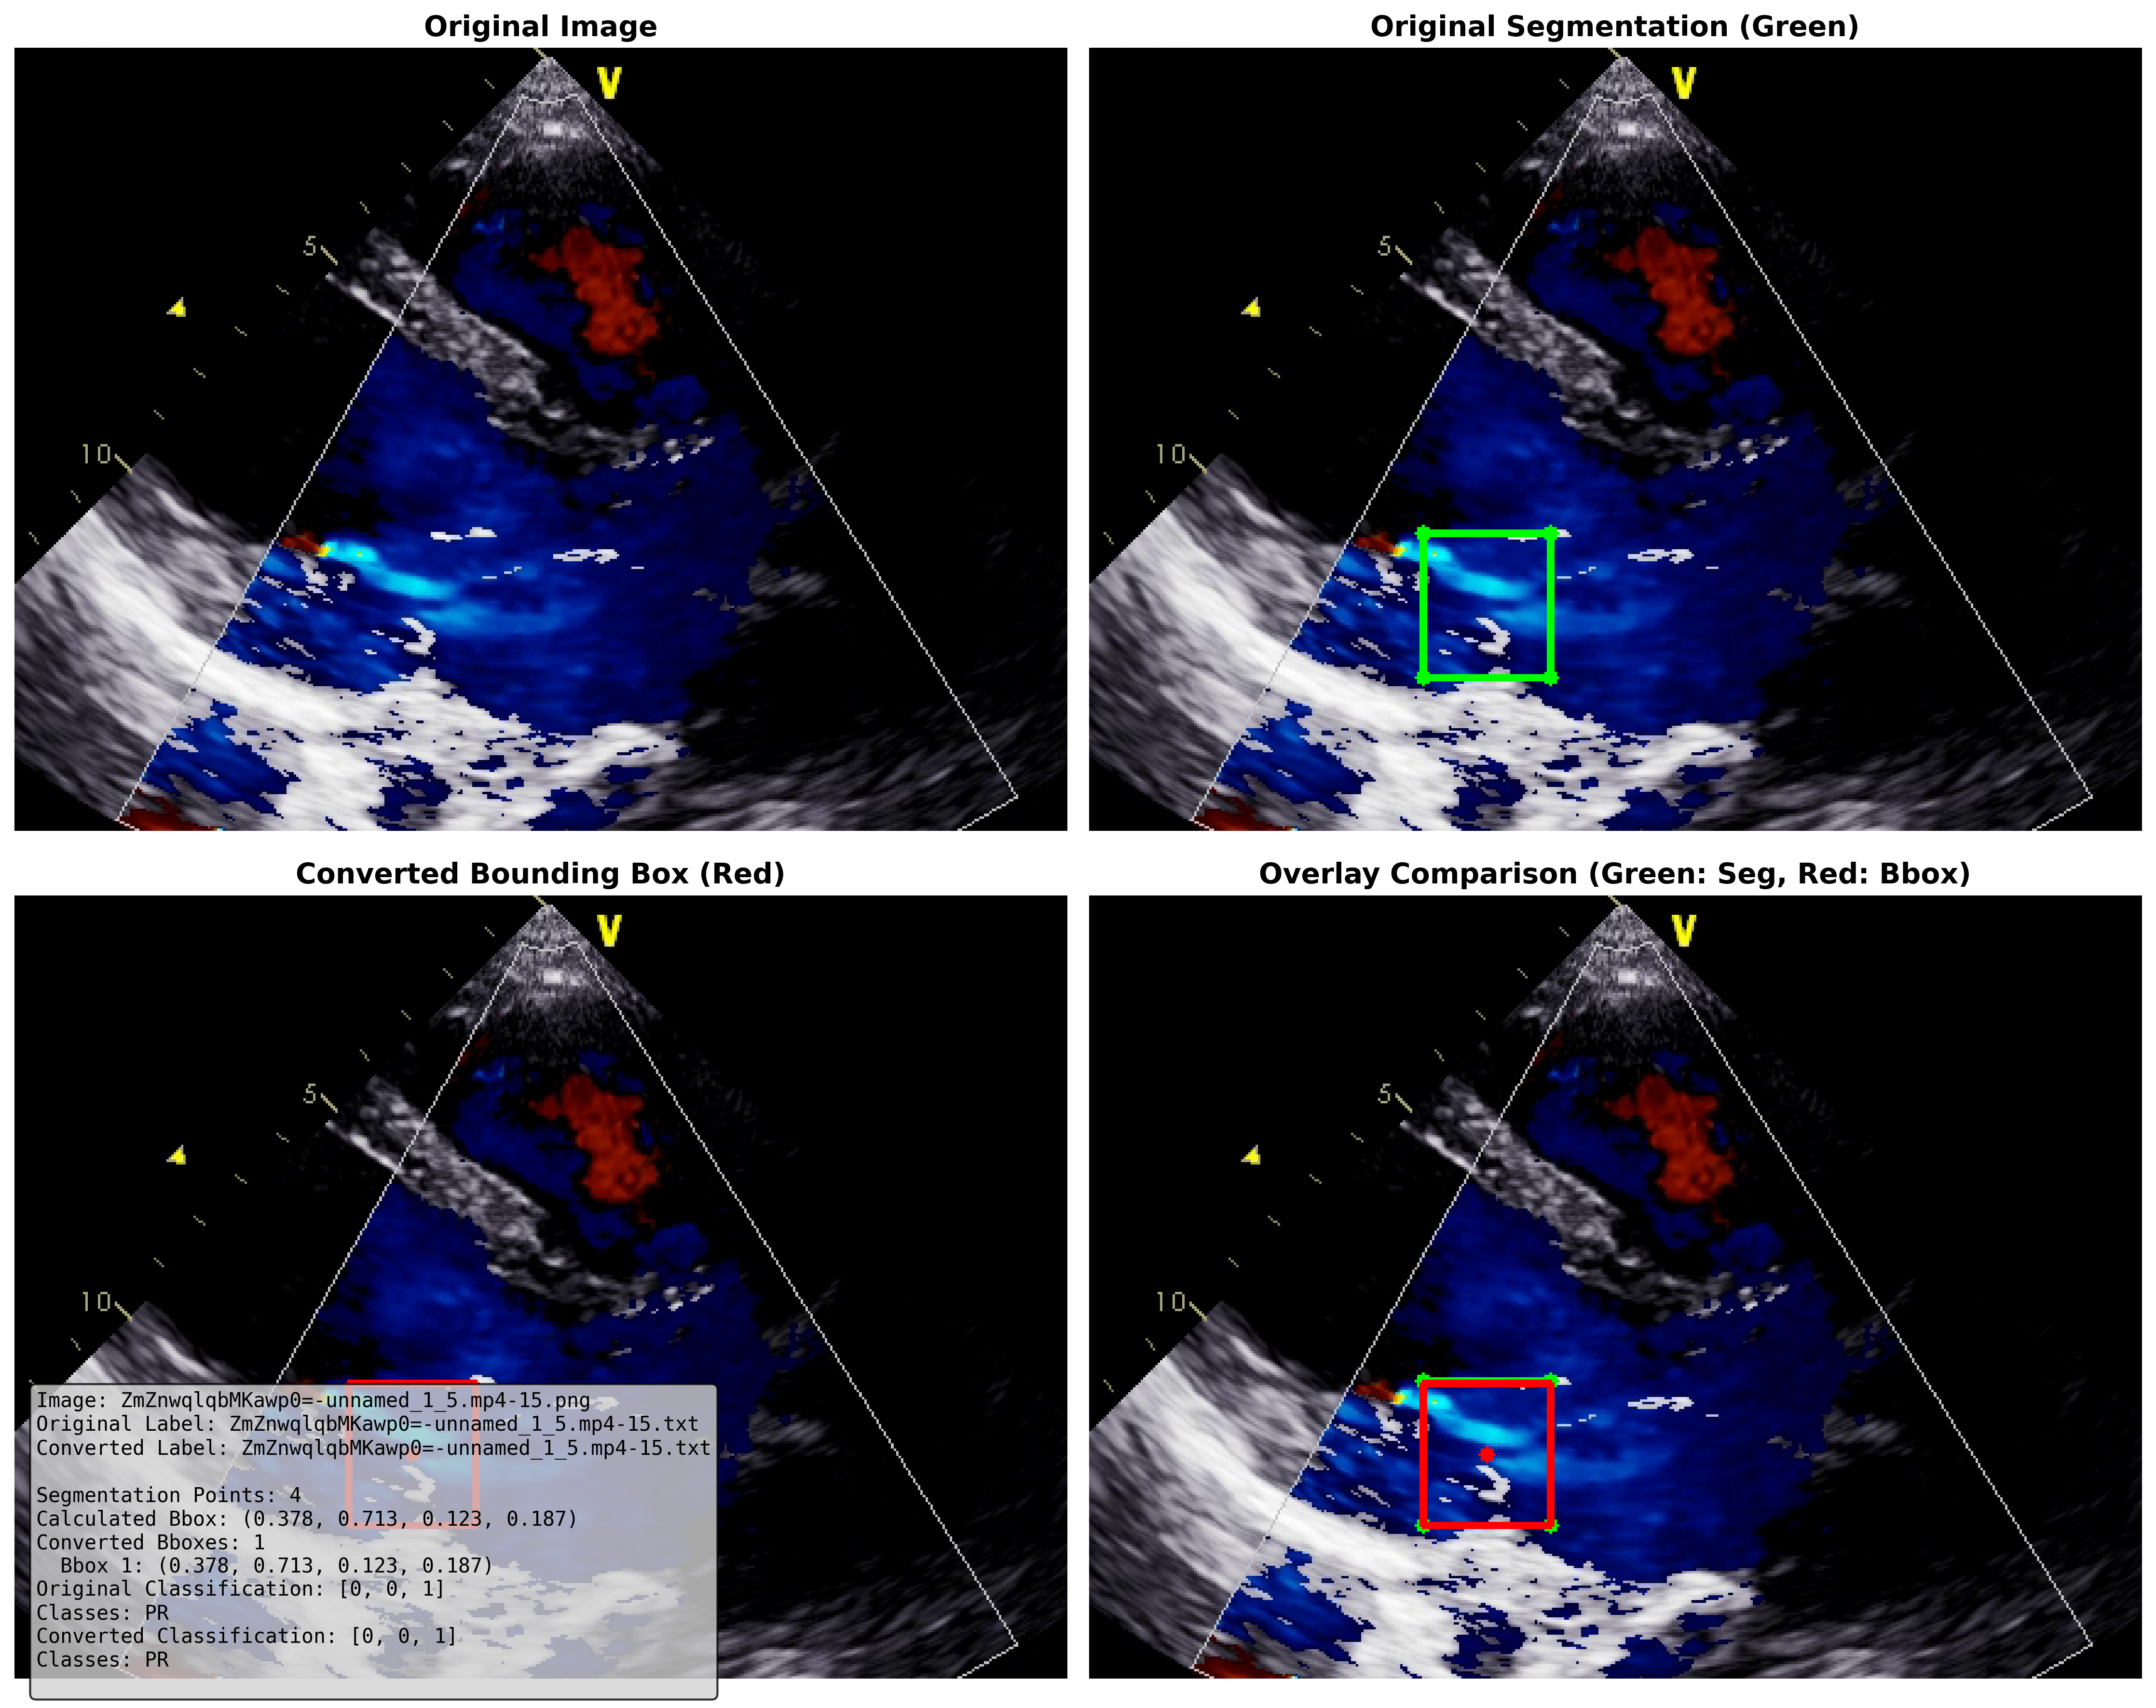 Original Image
V
5
10
Original Segmentation (Green)
V
5
10
Converted Bounding Box (Red)
V
5
10
Image: ZmZnwqlqbMKawp0=-unnamed_1_5.mp4-15.png
Original Label: ZmZnwqlqbMKawp0=-unnamed_1_5.mp4-15.txt
Converted Label: ZmZnwqlqbMKawp0=-unnamed_1_5.mp4-15.txt
Segmentation Points: 4
Calculated Bbox: (0.378, 0.713, 0.123, 0.187)
Converted Bboxes: 1
Bbox 1: (0.378, 0.713, 0.123, 0.187)
Original Classification: [0, 0, 1]
Classes: PR
Converted Classification: [0, 0, 1]
Classes: PR
Overlay Comparison (Green: Seg, Red: Bbox)
V
5
10